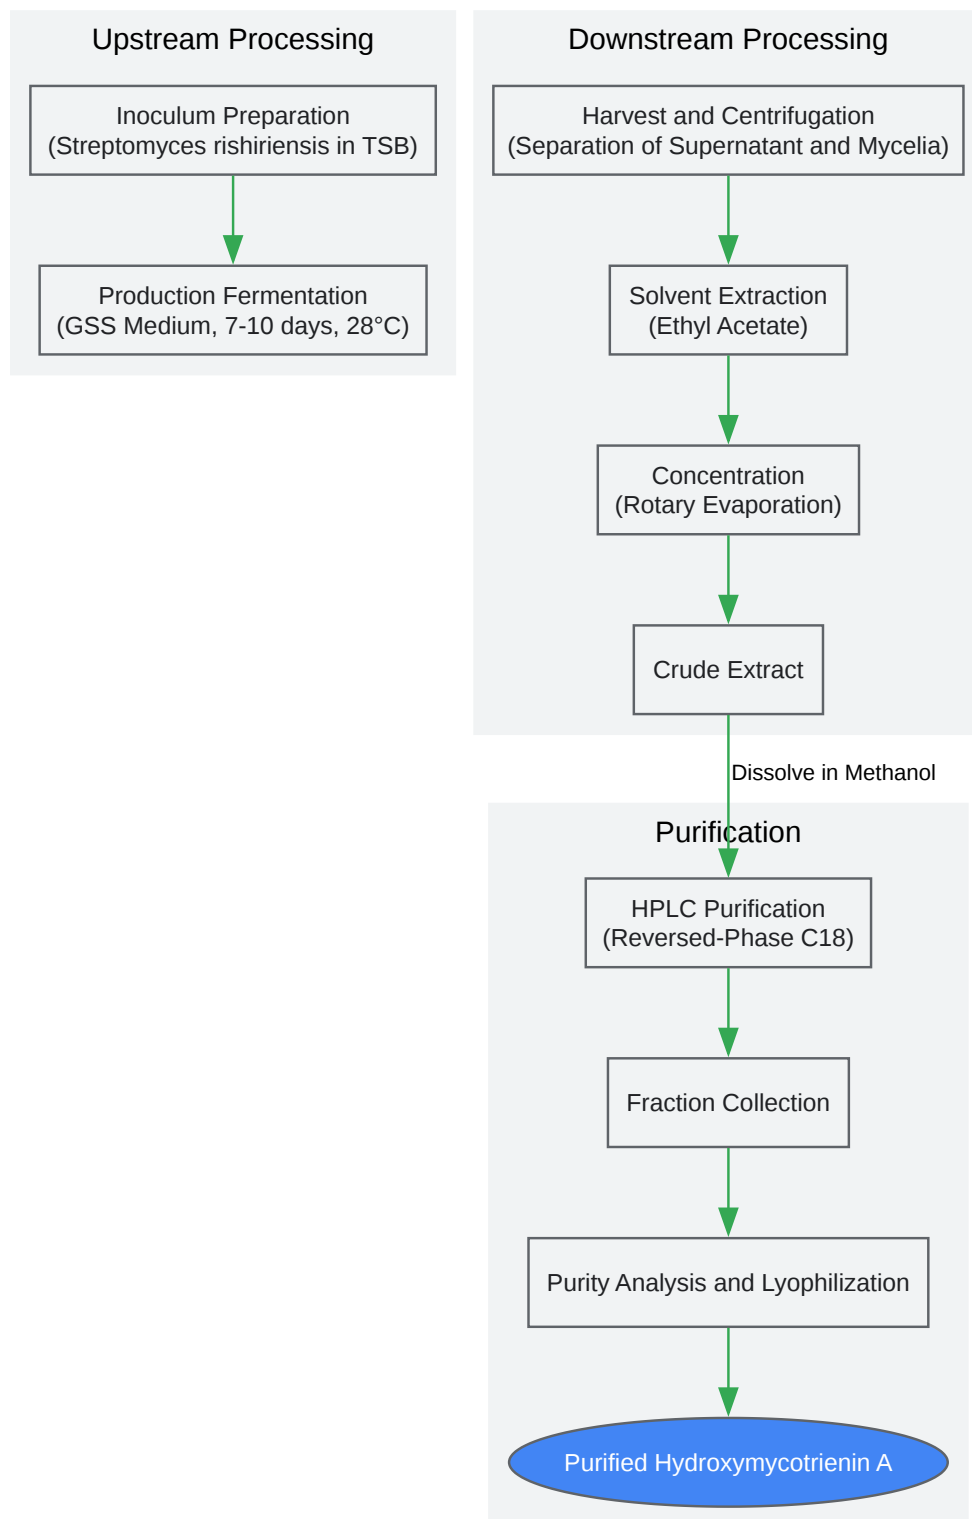 Upstream Processing
Inoculum Preparation
(Streptomyces rishiriensis in TSB)
Production Fermentation
(GSS Medium, 7-10 days, 28°C)
Downstream Processing
Harvest and Centrifugation
(Separation of Supernatant and Mycelia)
Solvent Extraction
(Ethyl Acetate)
Concentration
(Rotary Evaporation)
Crude Extract
Dissolve in Methanol
Purification
HPLC Purification
(Reversed-Phase C18)
Fraction Collection
Purity Analysis and Lyophilization
Purified Hydroxymycotrienin A